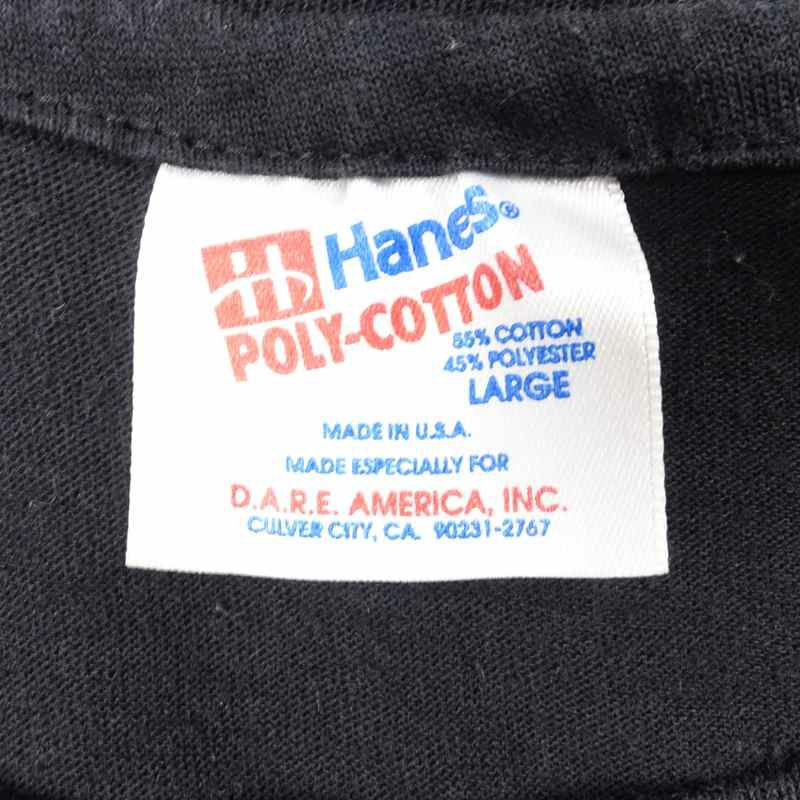 Hanes®
POLY-COTTON
55% COTTON
45% POLYESTER
LARGE
MADE IN U.S.A.
MADE ESPECIALLY FOR
D.A.R.E. AMERICA, INC.
CULVER CITY, CA. 90231-2767